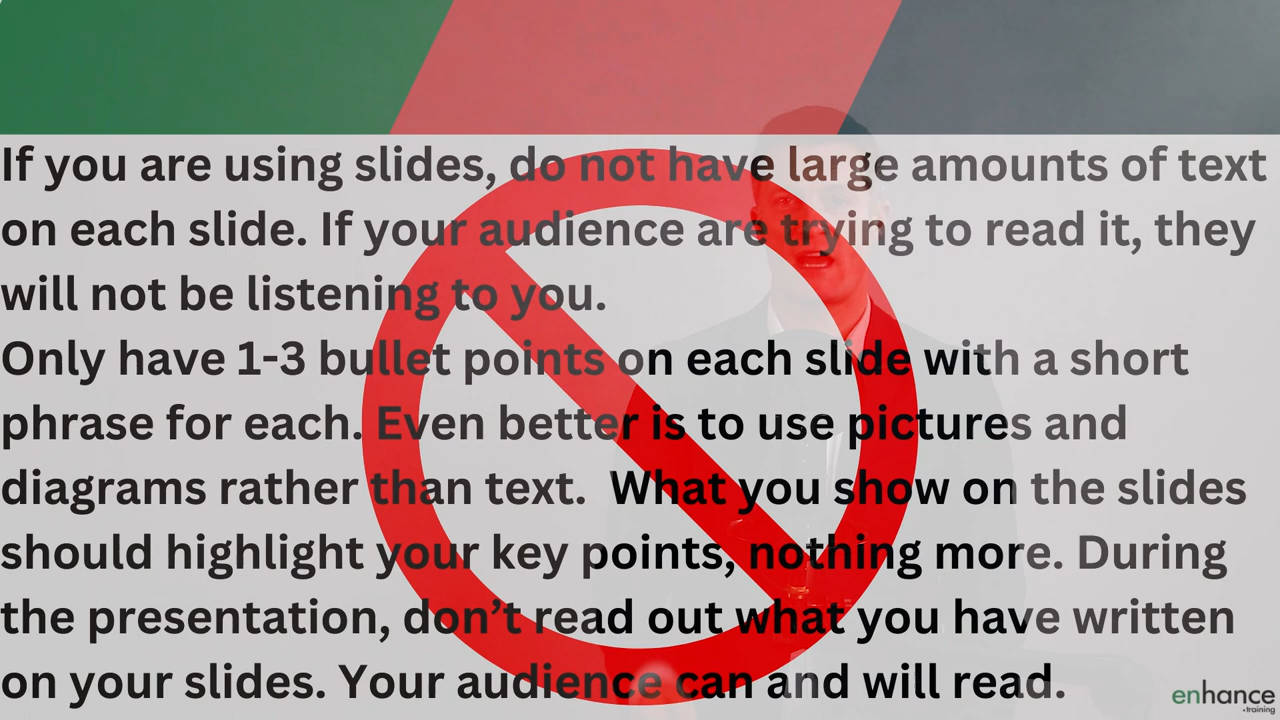 If you are using slides, do not have large amounts of text
on each slide. If your audience are trying to read it, they
will not be listening to you.
Only have 1-3 bullet points on each slide with a short
phrase for each. Even better is to use pictures and
diagrams rather than text.  What you show on the slides
should highlight your key points, nothing more. During
the presentation, don’t read out what you have written
on your slides. Your audience can and will read.
enhance
.training